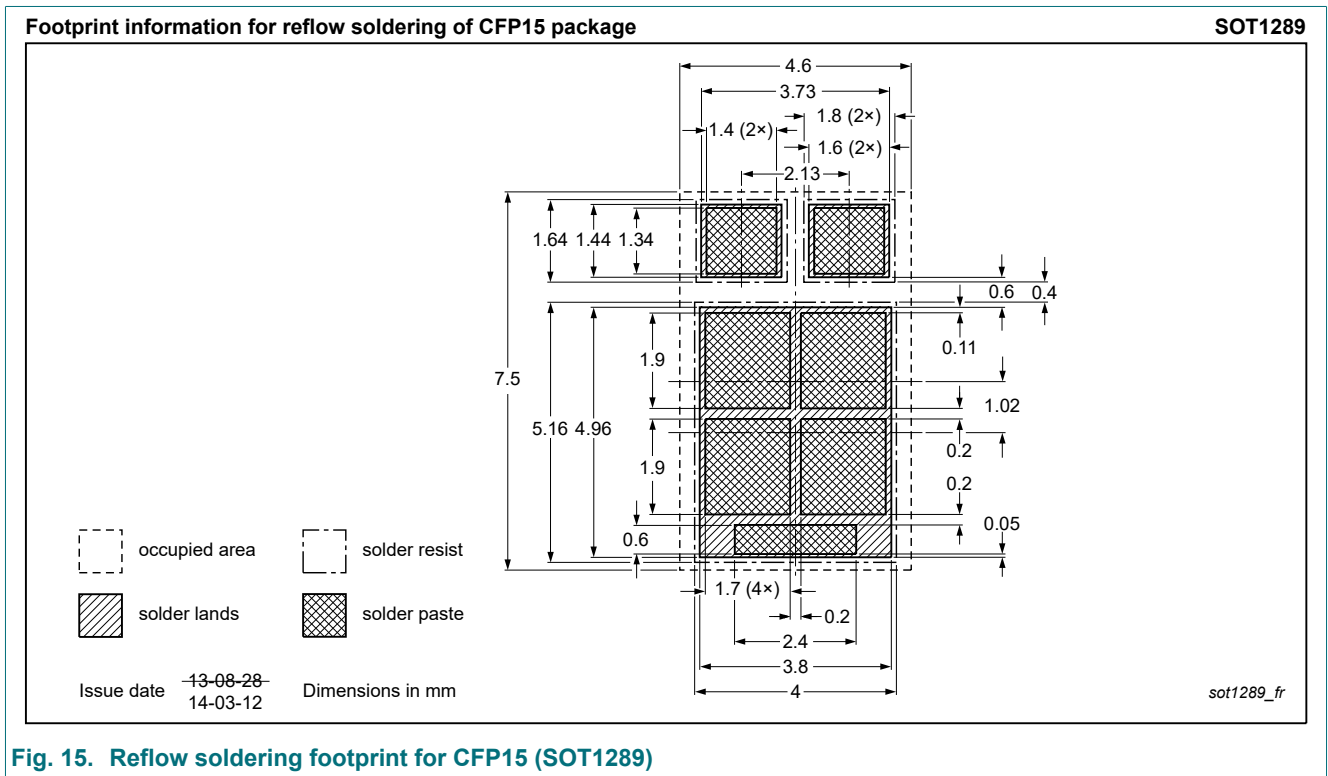 Footprint information for reflow soldering of CFP15 package SOT1289
4.6
3.73
1.8 (2×)
1.4 (2×)
1.6 (2×)
2.13
1.64 1.44 1.34
0.6 0.4
0.11
1.9
7.5
1.02
5.16 4.96
0.2
1.9
0.2
0.05
0.6
occupied area solder resist
1.7 (4×)
solder lands solder paste
0.2
2.4
3.8
Issue date 13-08-28
14-03-12 Dimensions in mm
4
sot1289_fr
Fig. 15. Reflow soldering footprint for CFP15 (SOT1289)